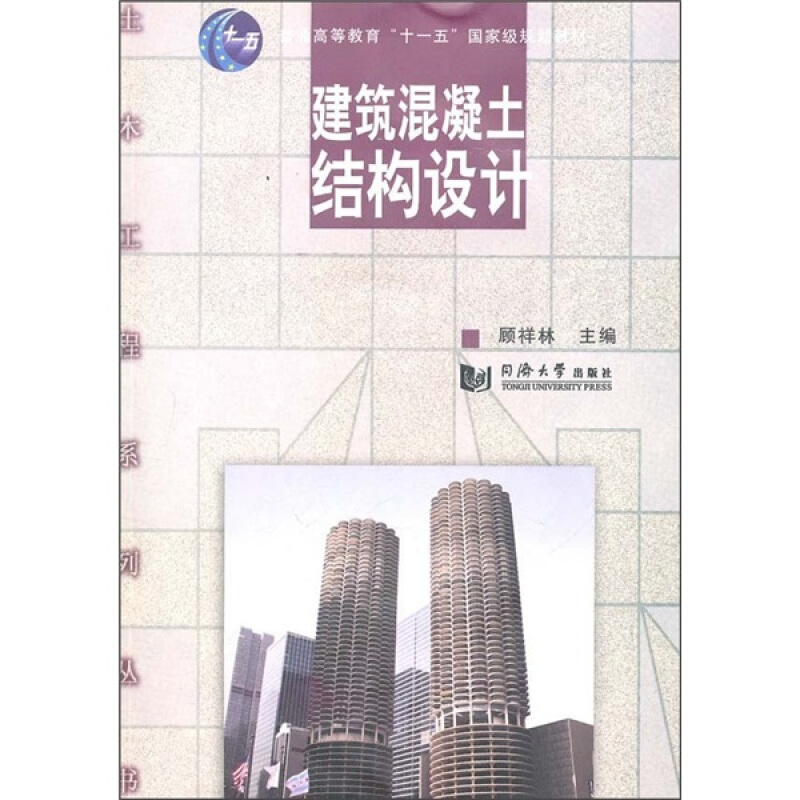 十一五
普通高等教育“十一五”国家级规划教材
建筑混凝土
结构设计
顾祥林 主编
同济大学出版社
TONGJI UNIVERSITY PRESS
土木工程系列丛书